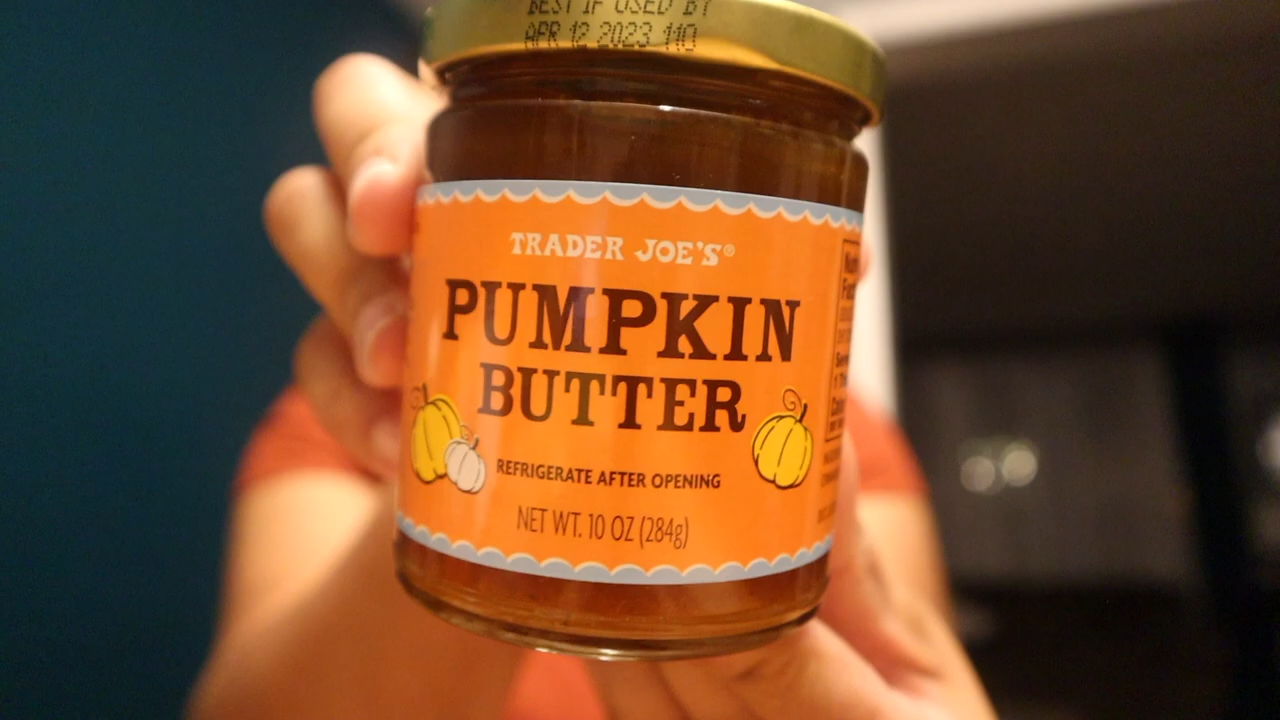 BEST IF USED BY
APR 12 2023 110
TRADER JOE'S®
PUMPKIN
BUTTER
REFRIGERATE AFTER OPENING
NET WT. 10 OZ (284g)